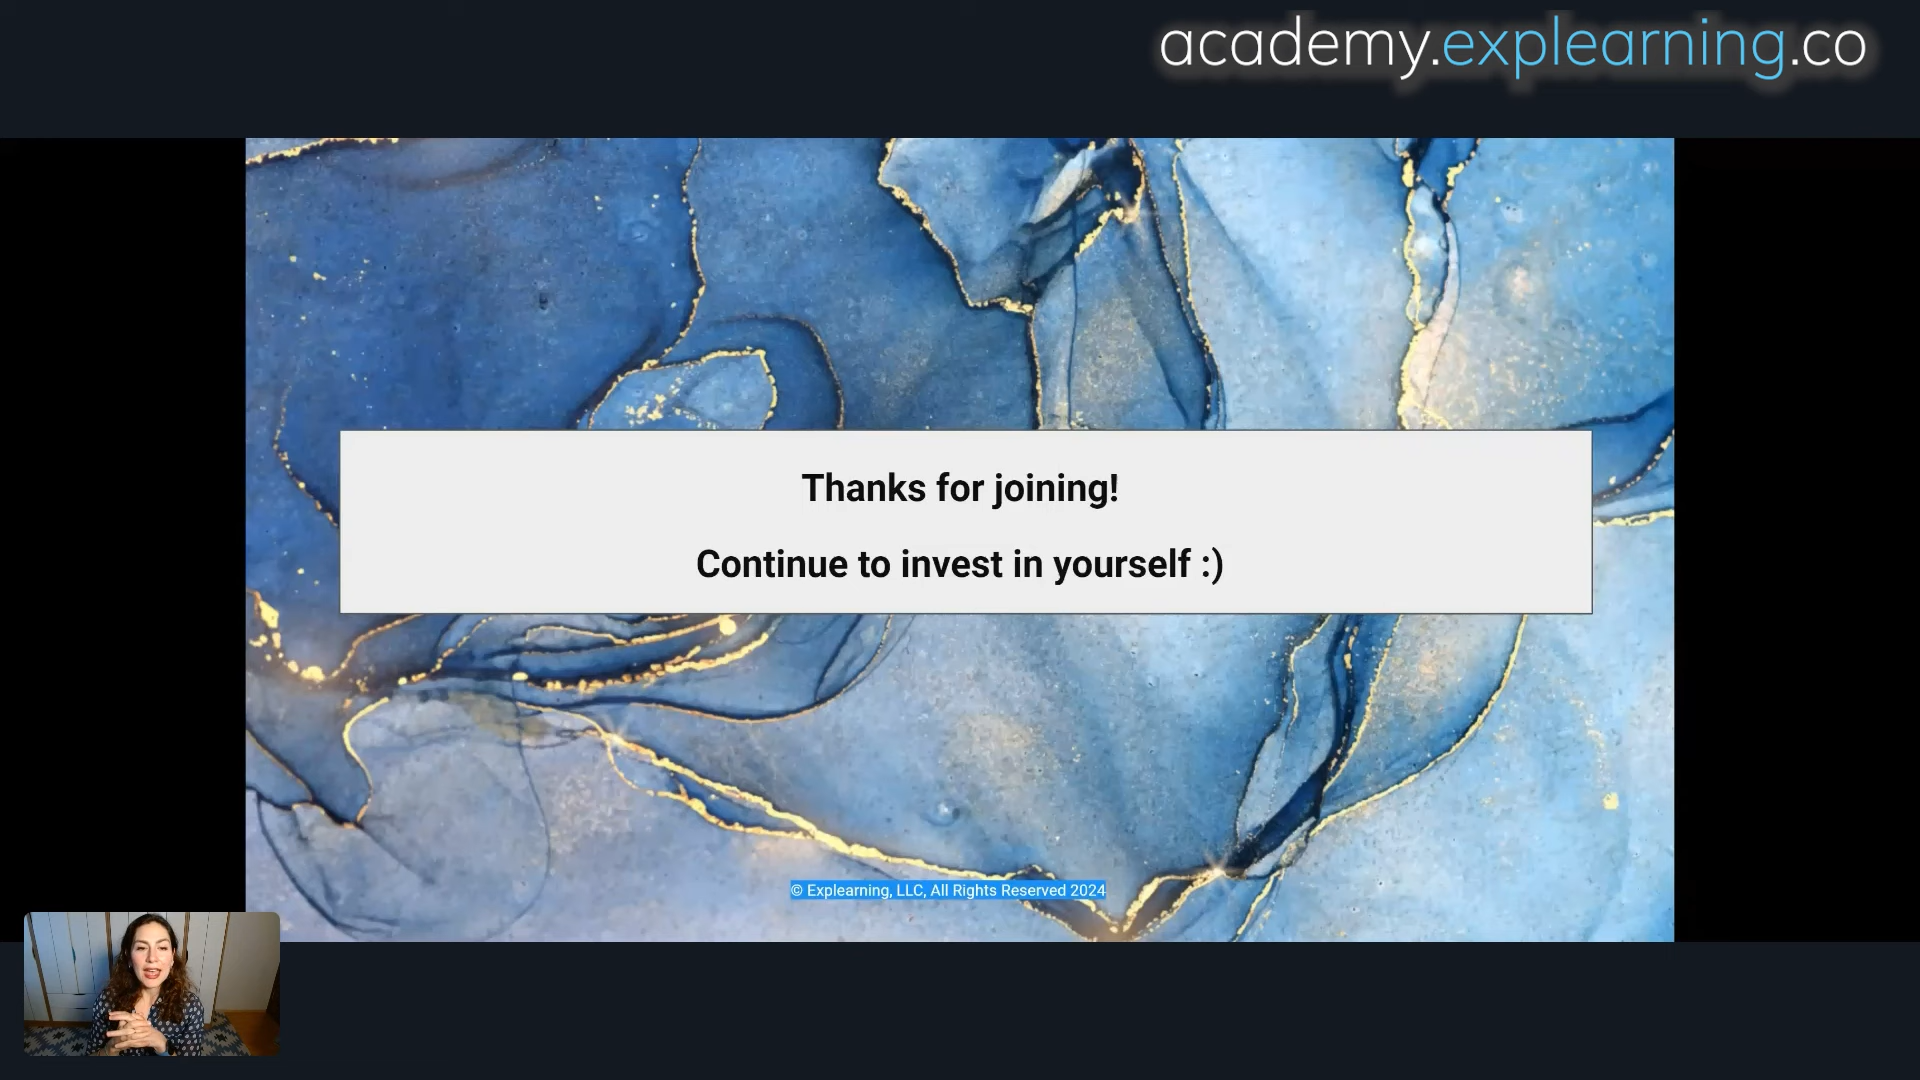 academy.explearning.co
Thanks for joining!
Continue to invest in yourself :)
© Explearning, LLC, All Rights Reserved 2024